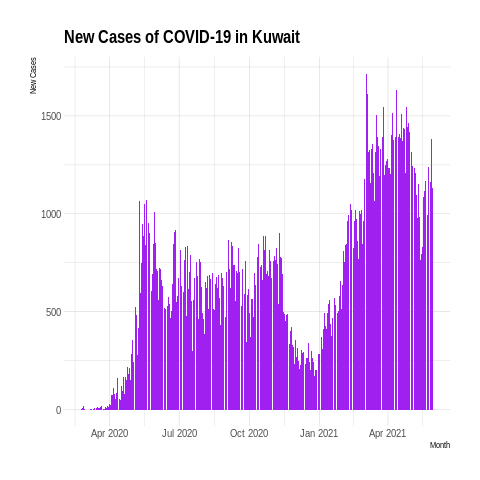 New Cases of COVID-19 in Kuwait
New Cases
1500
1000
500
0
Apr 2020 Jul 2020 Oct 2020 Jan 2021 Apr 2021
Month